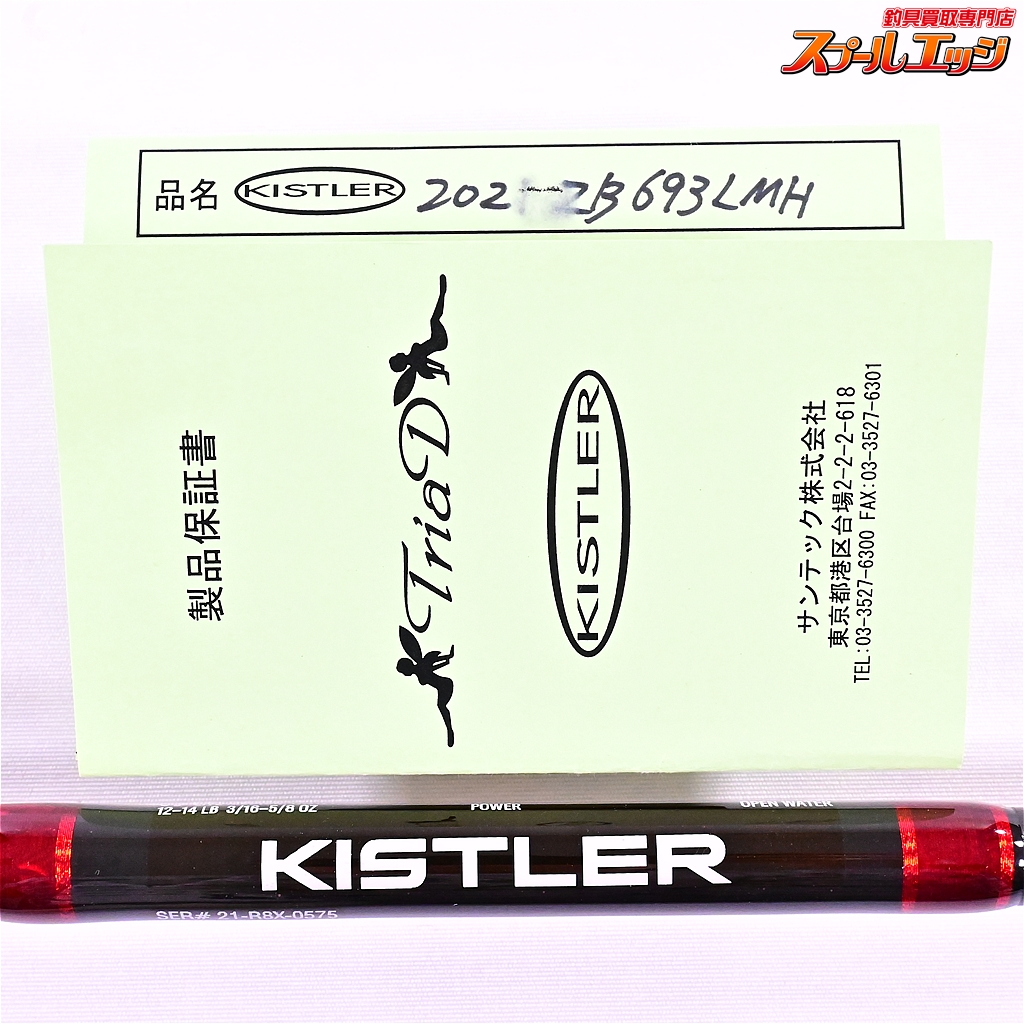 釣具買取専門店
スプールエッジ
品名 KISTLER 2021 ZB693LMH
製品保証書
TriaD
KISTLER
サンテック株式会社
東京都港区台場2-2-2-618
TEL:03-3527-6300 FAX:03-3527-6301
12-14 LB 3/16-5/8 OZ POWER OPEN WATER
KISTLER
SER# 21-R8X-0575